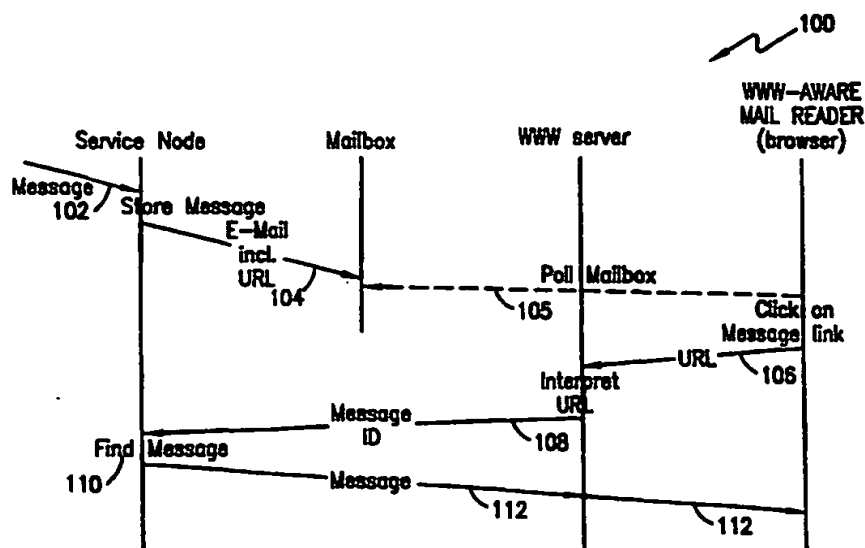 100
WWW-AWARE
MAIL READER
(browser)
Service Node
Mailbox
WWW server
Message
102
Store Message
E-Mail
incl.
URL
104
Poll Mailbox
105
Click on
Message link
URL
106
Interpret
URL
Message
ID
108
Find Message
110
Message
112
112